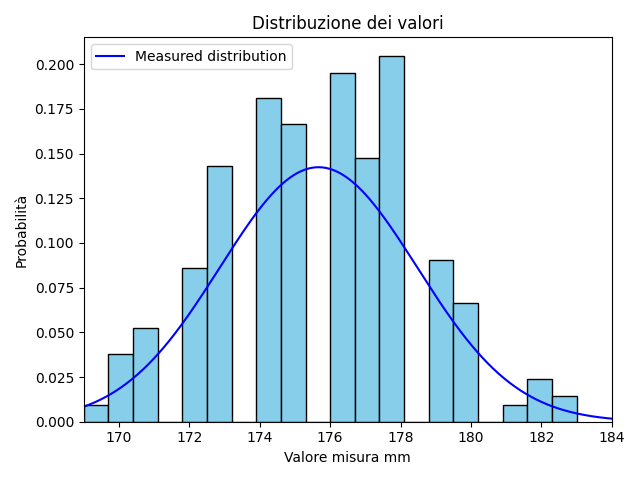 Distribuzione dei valori
Measured distribution
0.200
0.175
0.150
0.125
0.100
0.075
0.050
0.025
0.000
Probabilità
170 172 174 176 178 180 182 184
Valore misura mm